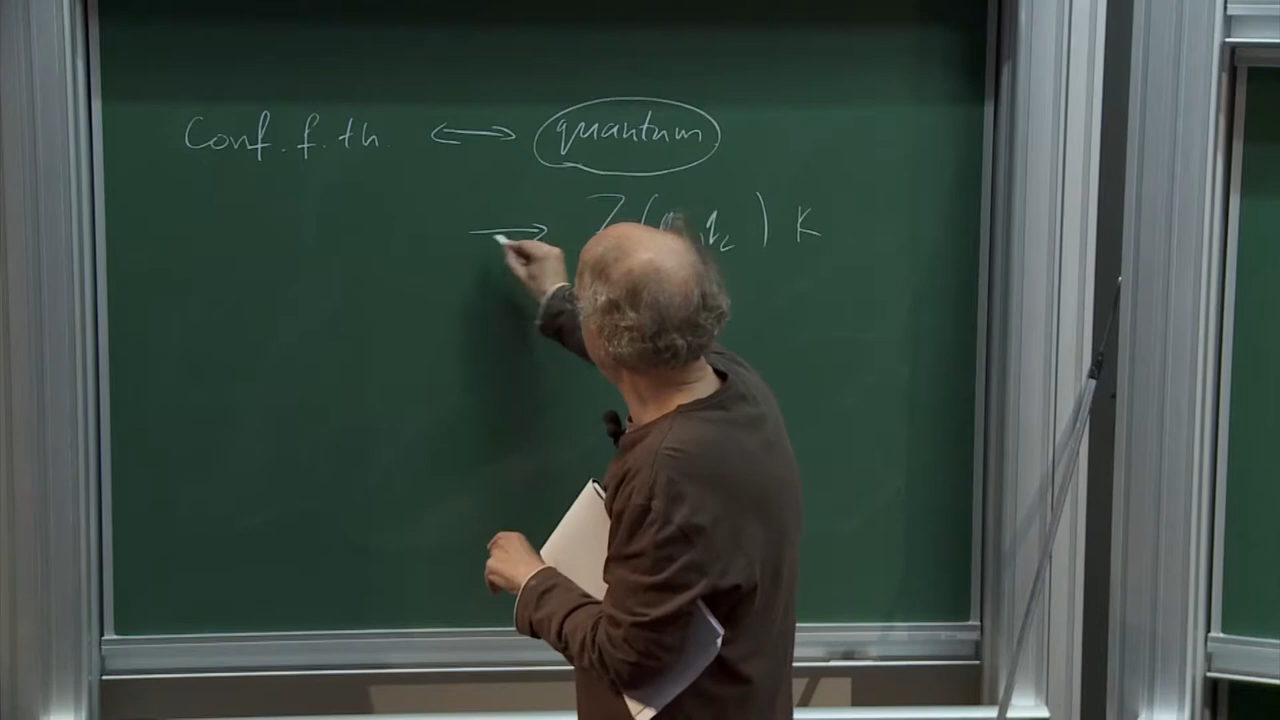 Conf. f. th. ⟷ quantum
⟶ Z ( ) K